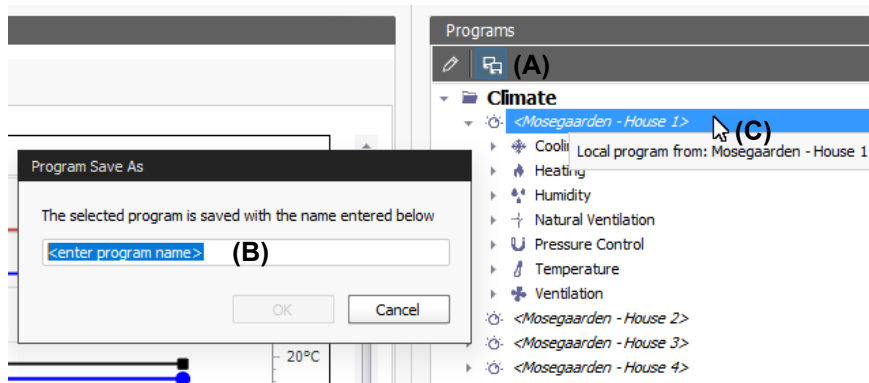 Programs
(A)
Climate
<Mosegaarden - House 1>
(C)
Local program from: Mosegaarden - House 1
Heating
Humidity
Natural Ventilation
Pressure Control
Temperature
Ventilation
<Mosegaarden - House 2>
<Mosegaarden - House 3>
<Mosegaarden - House 4>
Program Save As
The selected program is saved with the name entered below
<enter program name>
(B)
OK
Cancel
20°C